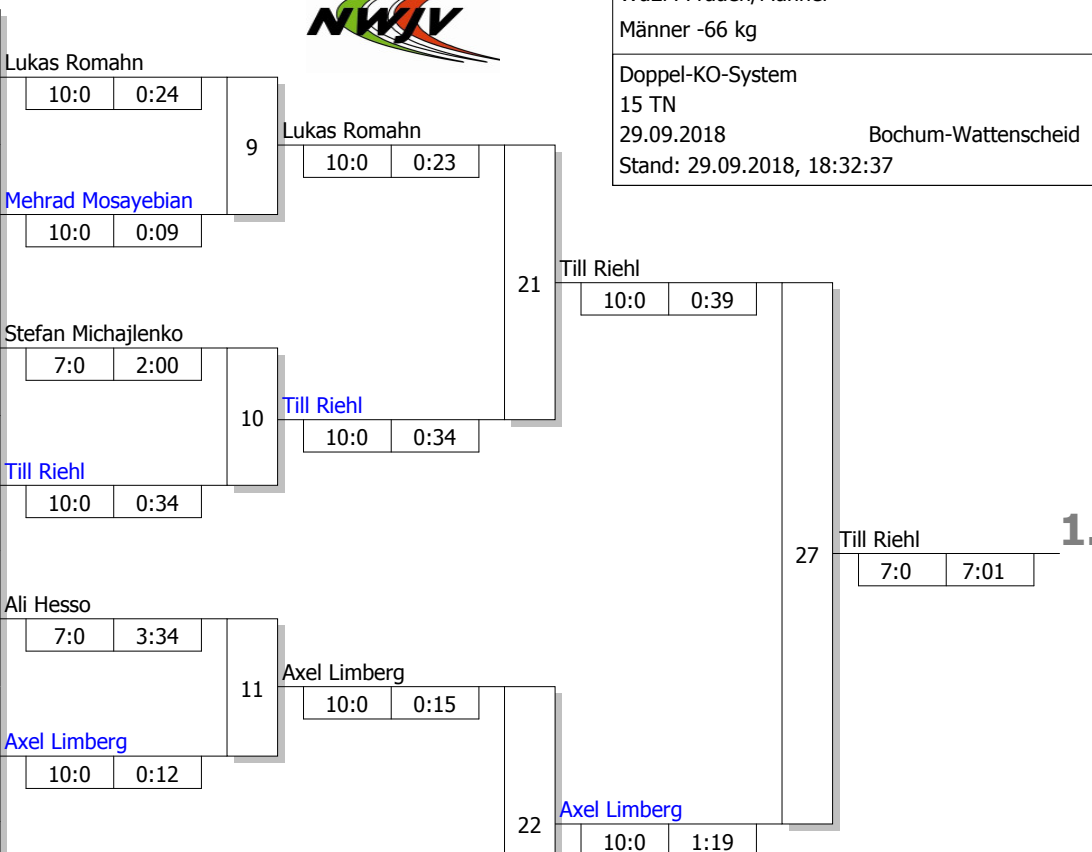 NWJV
Männer -66 kg
Doppel-KO-System
15 TN
29.09.2018 Bochum-Wattenscheid
Stand: 29.09.2018, 18:32:37
Lukas Romahn
10:0 0:24
9
Lukas Romahn
10:0 0:23
Mehrad Mosayebian
10:0 0:09
21
Till Riehl
10:0 0:39
Stefan Michajlenko
7:0 2:00
10
Till Riehl
10:0 0:34
Till Riehl
10:0 0:34
27
Till Riehl
7:0 7:01
1.
Ali Hesso
7:0 3:34
11
Axel Limberg
10:0 0:15
Axel Limberg
10:0 0:12
22
Axel Limberg
10:0 1:19